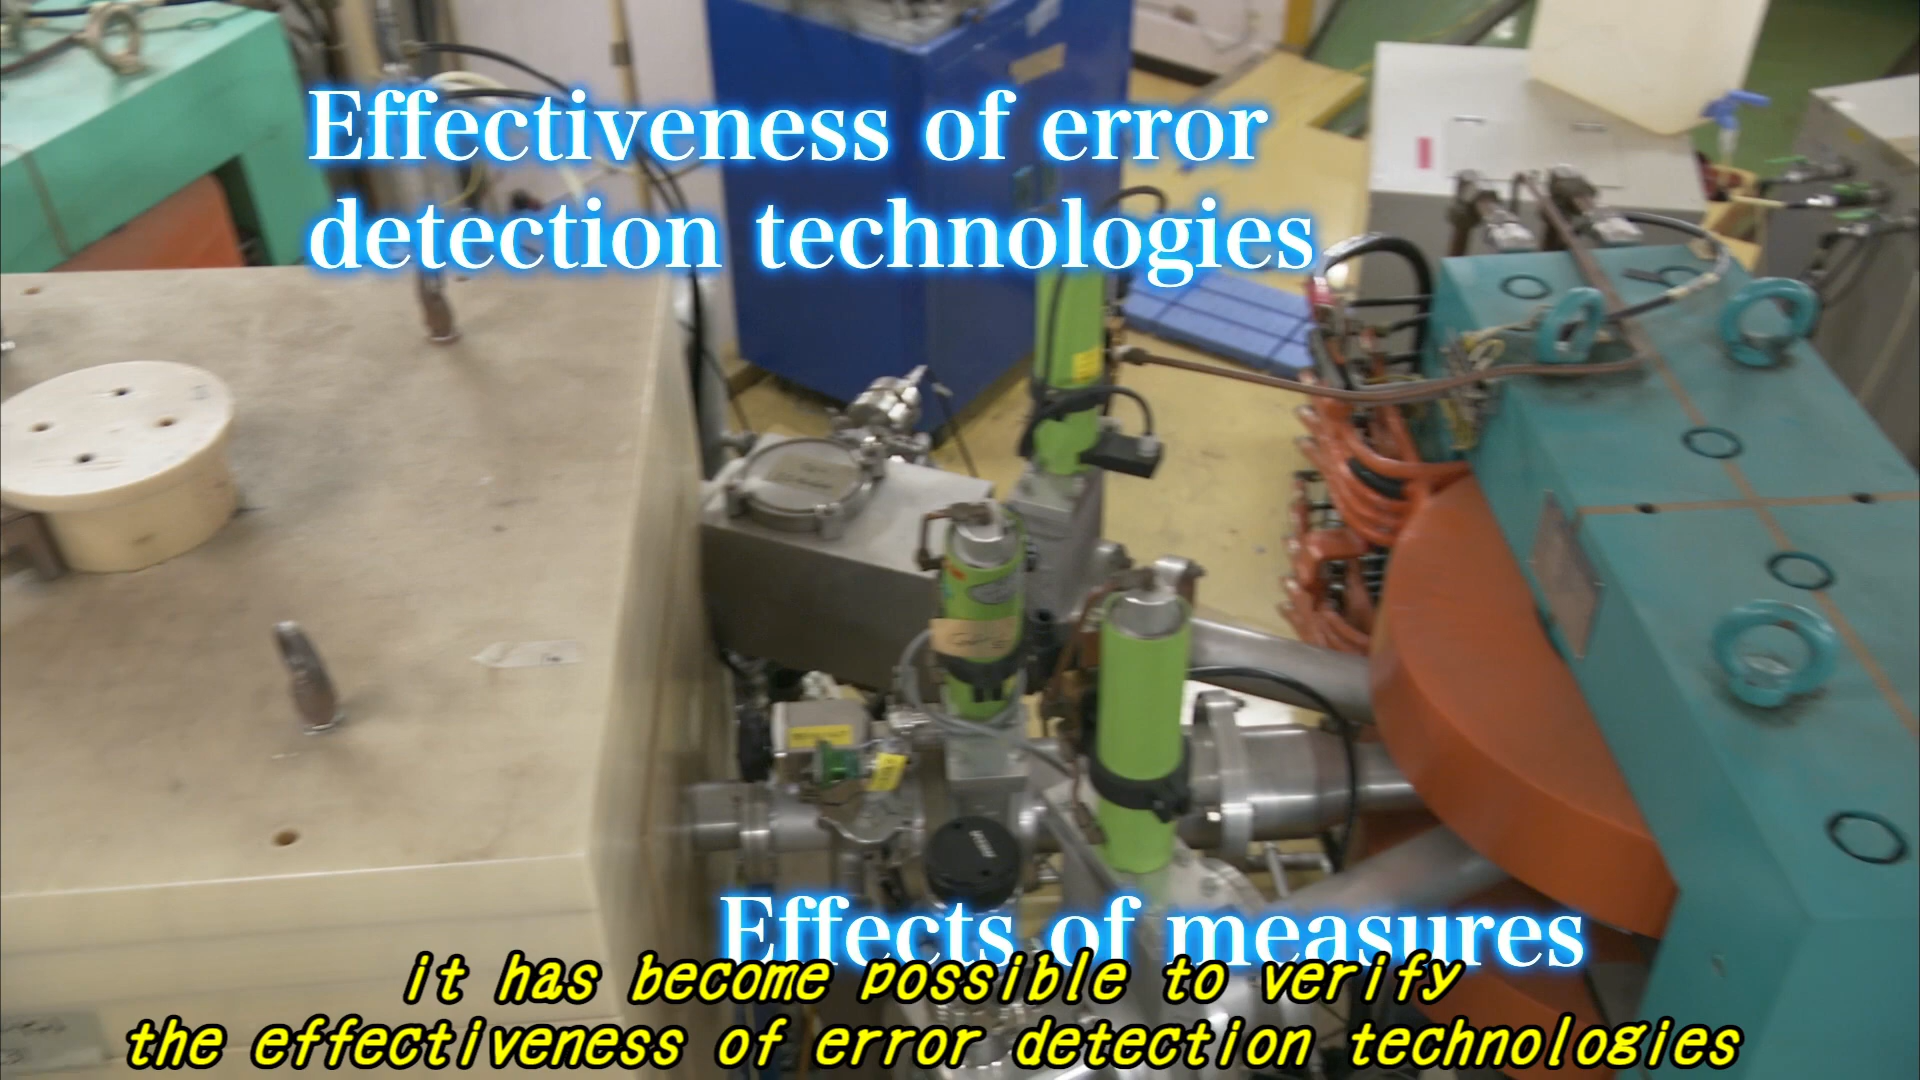 Effectiveness of error
detection technologies
Effects of measures
it has become possible to verify
the effectiveness of error detection technologies